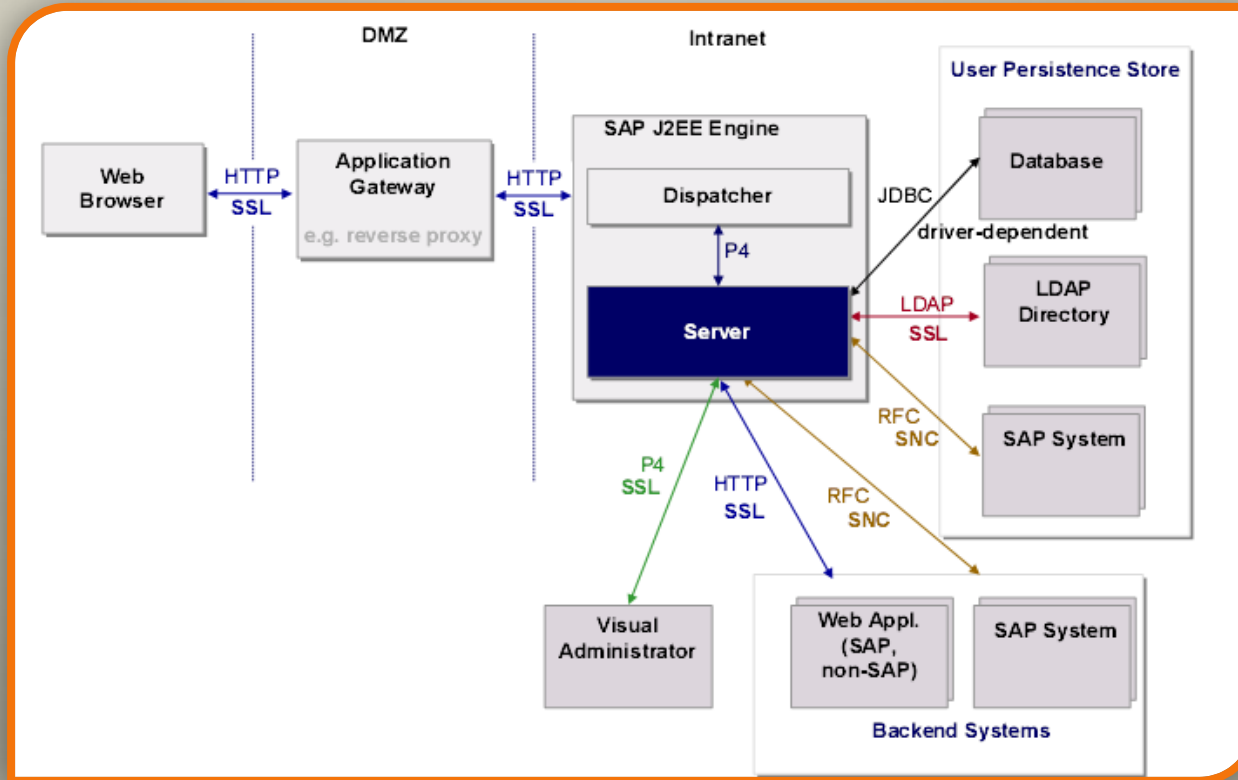 DMZ
Intranet
User Persistence Store
SAP J2EE Engine
Web
Browser
HTTP
SSL
Application
Gateway
e.g. reverse proxy
HTTP
SSL
Dispatcher
P4
Server
JDBC
driver-dependent
Database
LDAP
SSL
LDAP
Directory
RFC
SNC
SAP System
P4
SSL
HTTP
SSL
RFC
SNC
Visual
Administrator
Web Appl.
(SAP,
non-SAP)
SAP System
Backend Systems